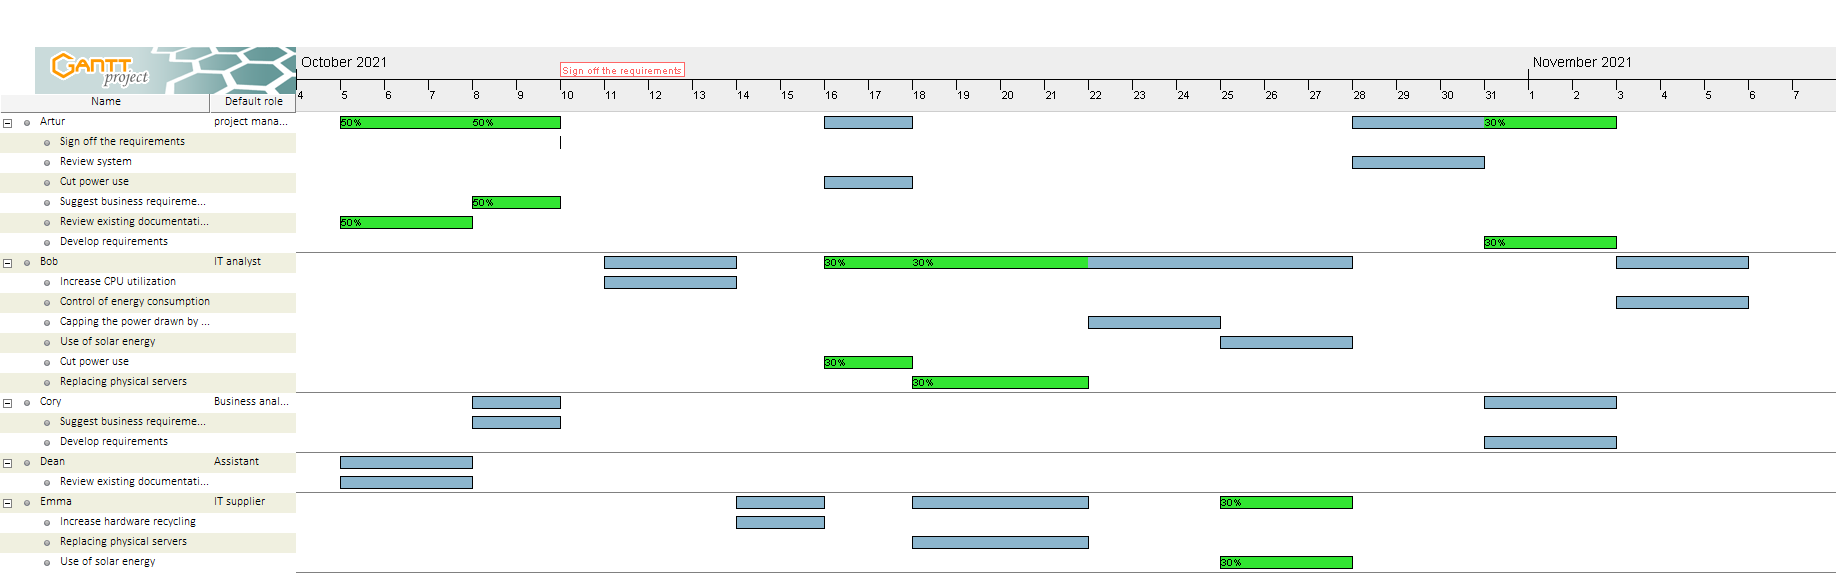 GANTT
project
October 2021
November 2021
Sign off the requirements
4 5 6 7 8 9 10 11 12 13 14 15 16 17 18 19 20 21 22 23 24 25 26 27 28 29 30 31 1 2 3 4 5 6 7
Name Default role
Artur project mana... 50% 50% 30%
Sign off the requirements
Review system
Cut power use
Suggest business requireme... 50%
Review existing documentati... 50%
Develop requirements 30%
Bob IT analyst 30% 30%
Increase CPU utilization
Control of energy consumption
Capping the power drawn by ...
Use of solar energy
Cut power use 30%
Replacing physical servers 30%
Cory Business anal...
Suggest business requireme...
Develop requirements
Dean Assistant
Review existing documentati...
Emma IT supplier 30%
Increase hardware recycling
Replacing physical servers
Use of solar energy 30%